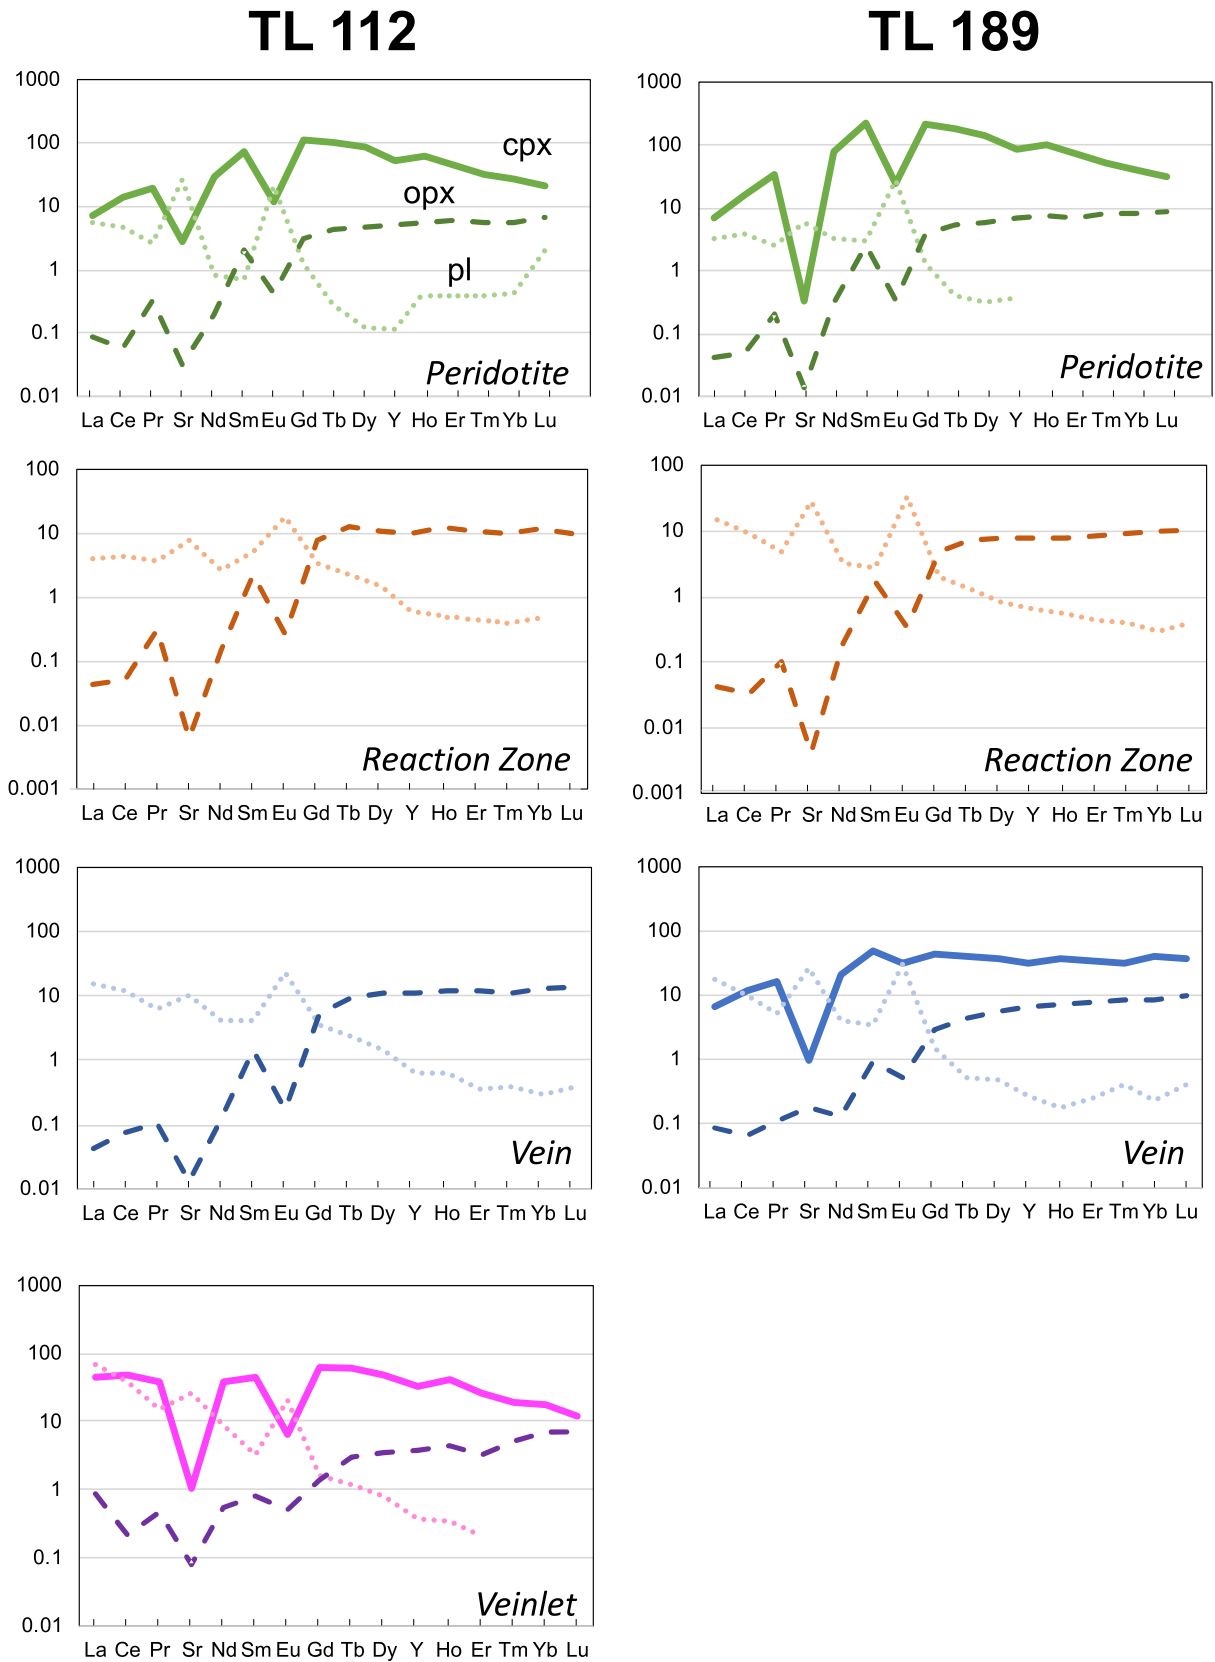 TL 112
TL 189
1000
100
10
1
0.1
0.01
cpx
opx
pl
Peridotite
La Ce Pr Sr Nd Sm Eu Gd Tb Dy Y Ho Er Tm Yb Lu
1000
100
10
1
0.1
0.01
Peridotite
La Ce Pr Sr Nd Sm Eu Gd Tb Dy Y Ho Er Tm Yb Lu
100
10
1
0.1
0.01
0.001
Reaction Zone
La Ce Pr Sr Nd Sm Eu Gd Tb Dy Y Ho Er Tm Yb Lu
100
10
1
0.1
0.01
0.001
Reaction Zone
La Ce Pr Sr Nd Sm Eu Gd Tb Dy Y Ho Er Tm Yb Lu
1000
100
10
1
0.1
0.01
Vein
La Ce Pr Sr Nd Sm Eu Gd Tb Dy Y Ho Er Tm Yb Lu
1000
100
10
1
0.1
0.01
Vein
La Ce Pr Sr Nd Sm Eu Gd Tb Dy Y Ho Er Tm Yb Lu
1000
100
10
1
0.1
0.01
Veinlet
La Ce Pr Sr Nd Sm Eu Gd Tb Dy Y Ho Er Tm Yb Lu